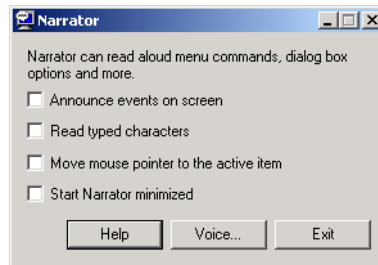 Narrator
Narrator can read aloud menu commands, dialog box
options and more.
Announce events on screen
Read typed characters
Move mouse pointer to the active item
Start Narrator minimized
Help Voice... Exit